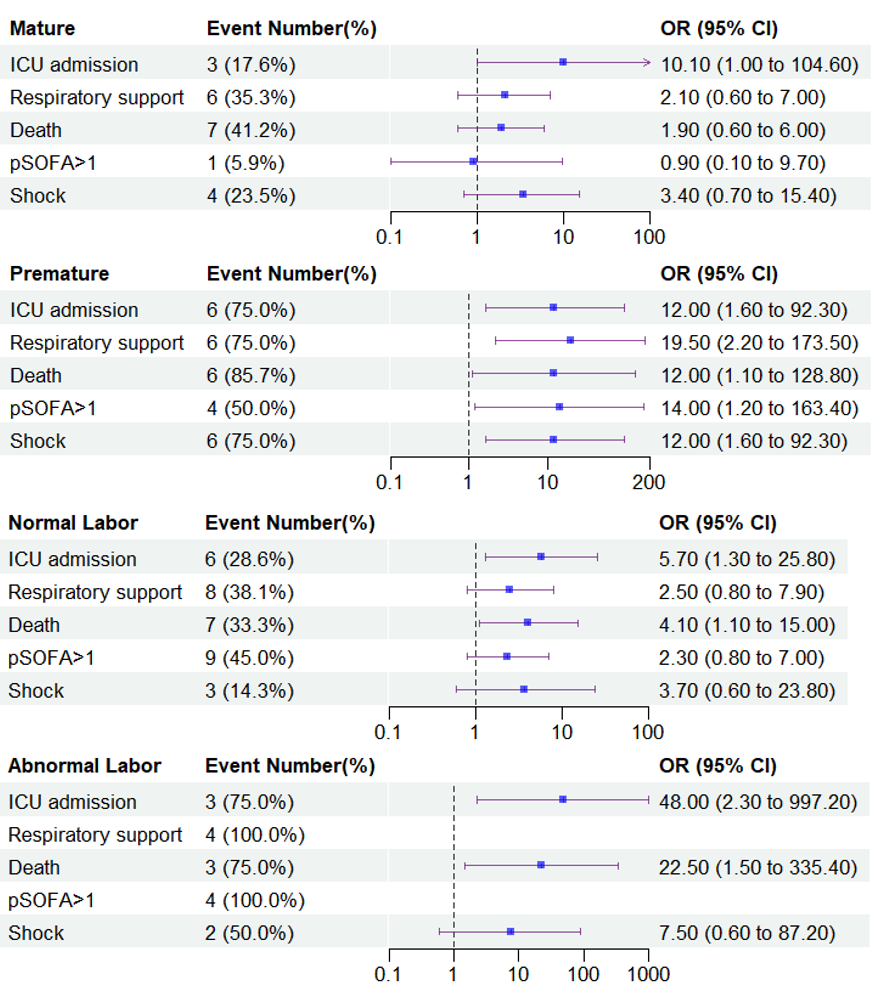 Mature Event Number(%) OR (95% CI)
ICU admission 3 (17.6%) 10.10 (1.00 to 104.60)
Respiratory support 6 (35.3%) 2.10 (0.60 to 7.00)
Death 7 (41.2%) 1.90 (0.60 to 6.00)
pSOFA>1 1 (5.9%) 0.90 (0.10 to 9.70)
Shock 4 (23.5%) 3.40 (0.70 to 15.40)
0.1 1 10 100
Premature Event Number(%) OR (95% CI)
ICU admission 6 (75.0%) 12.00 (1.60 to 92.30)
Respiratory support 6 (75.0%) 19.50 (2.20 to 173.50)
Death 6 (85.7%) 12.00 (1.10 to 128.80)
pSOFA>1 4 (50.0%) 14.00 (1.20 to 163.40)
Shock 6 (75.0%) 12.00 (1.60 to 92.30)
0.1 1 10 200
Normal Labor Event Number(%) OR (95% CI)
ICU admission 6 (28.6%) 5.70 (1.30 to 25.80)
Respiratory support 8 (38.1%) 2.50 (0.80 to 7.90)
Death 7 (33.3%) 4.10 (1.10 to 15.00)
pSOFA>1 9 (45.0%) 2.30 (0.80 to 7.00)
Shock 3 (14.3%) 3.70 (0.60 to 23.80)
0.1 1 10 100
Abnormal Labor Event Number(%) OR (95% CI)
ICU admission 3 (75.0%) 48.00 (2.30 to 997.20)
Respiratory support 4 (100.0%)
Death 3 (75.0%) 22.50 (1.50 to 335.40)
pSOFA>1 4 (100.0%)
Shock 2 (50.0%) 7.50 (0.60 to 87.20)
0.1 1 10 100 1000